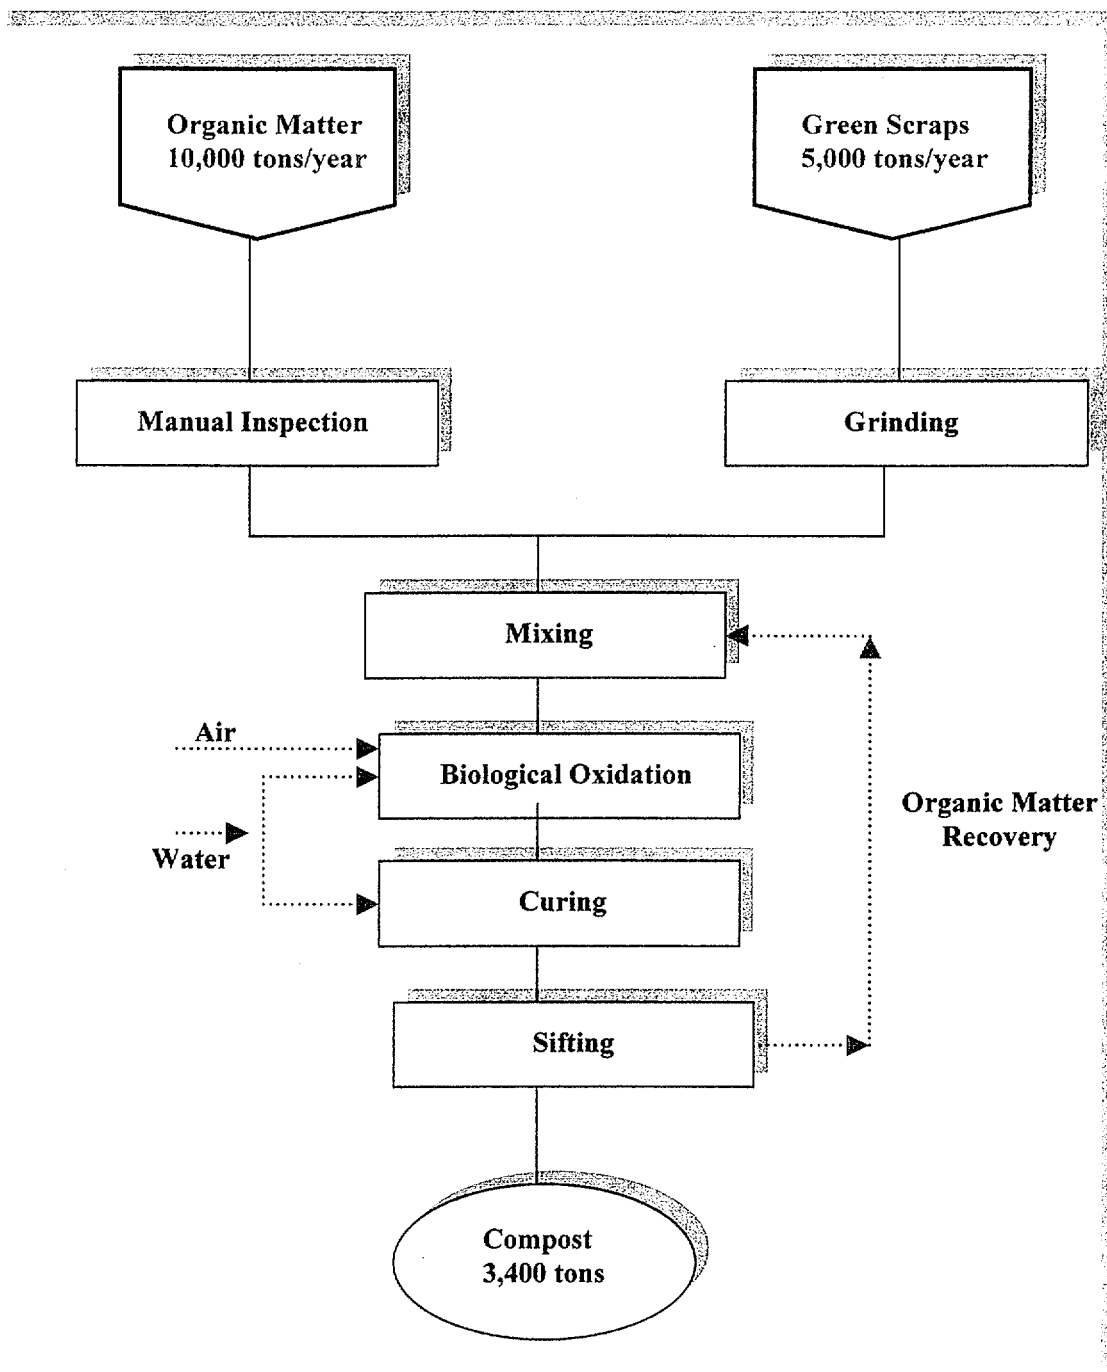 Organic Matter
10,000 tons/year
Green Scraps
5,000 tons/year
Manual Inspection
Grinding
Mixing
Air
Biological Oxidation
Organic Matter
Recovery
Water
Curing
Sifting
Compost
3,400 tons